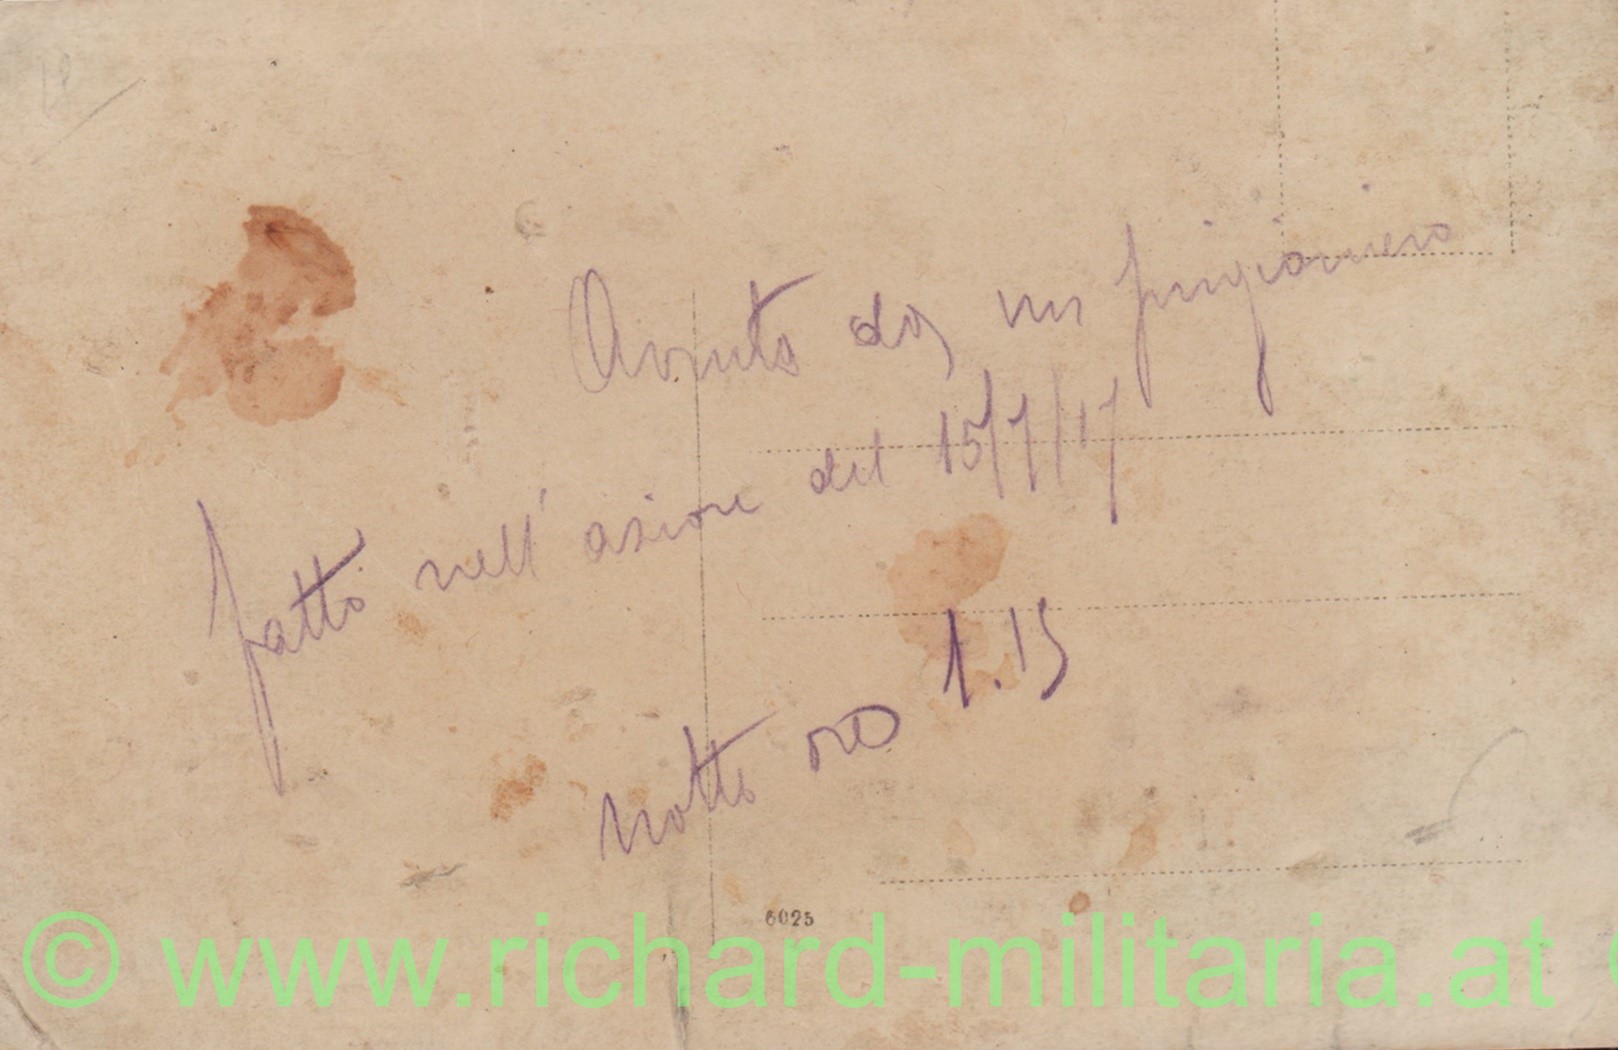 Avuto da un prigioniero
fatto nell'azione del 15/7/17
notte ore 1.15
6025
© www.richard-militaria.at